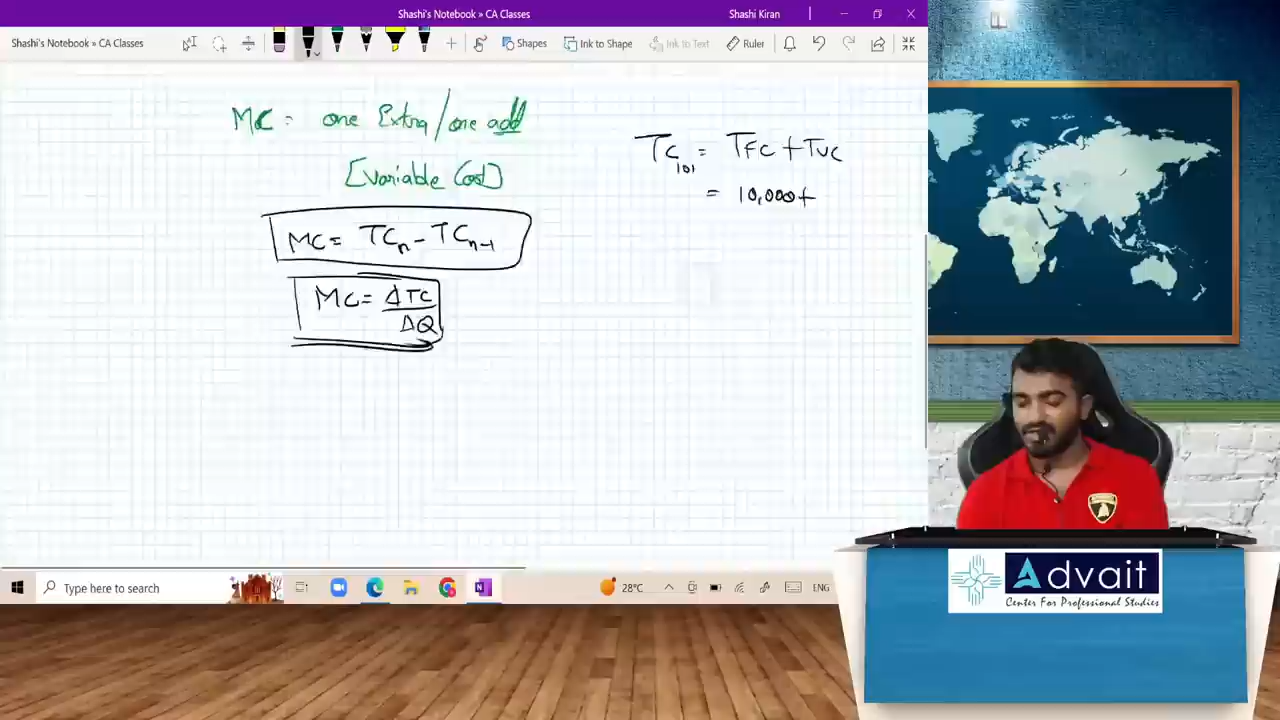 Shashi's Notebook » CA Classes
Shashi Kiran
Shashi's Notebook » CA Classes
Shapes
Ink to Shape
Ink to Text
Ruler
MC = one Extra / one add
[Variable Cost]
MC = TCn - TCn-1
MC = ΔTC
ΔQ
TC101 = TFC + TVC
= 10,000+
Type here to search
28°C
ENG
Advait
Center For Professional Studies